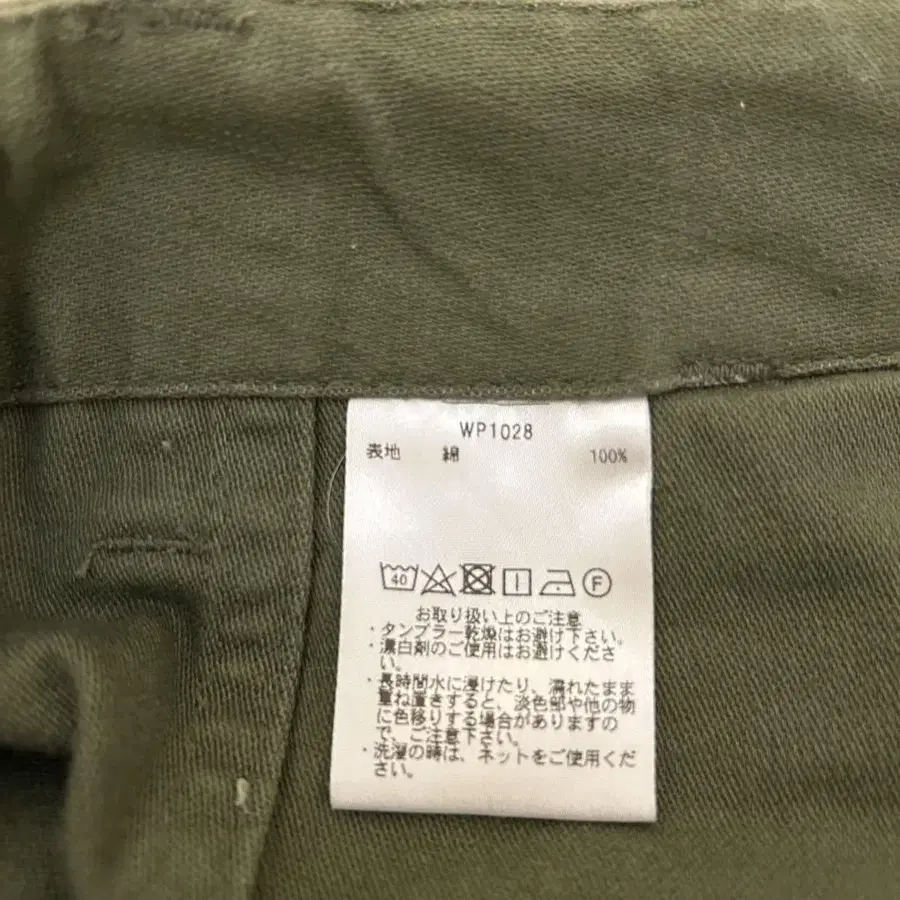 WP1028
表地 綿 100%
40 F
お取り扱い上のご注意
・タンブラー乾燥はお避け下さい。
・漂白剤のご使用はお避けくださ
い。
・長時間水に浸けたり、濡れたまま
重ね置きすると、淡色部や他の物
に色移りする場合がありますの
で、ご注意下さい。
・洗濯の時は、ネットをご使用くだ
さい。